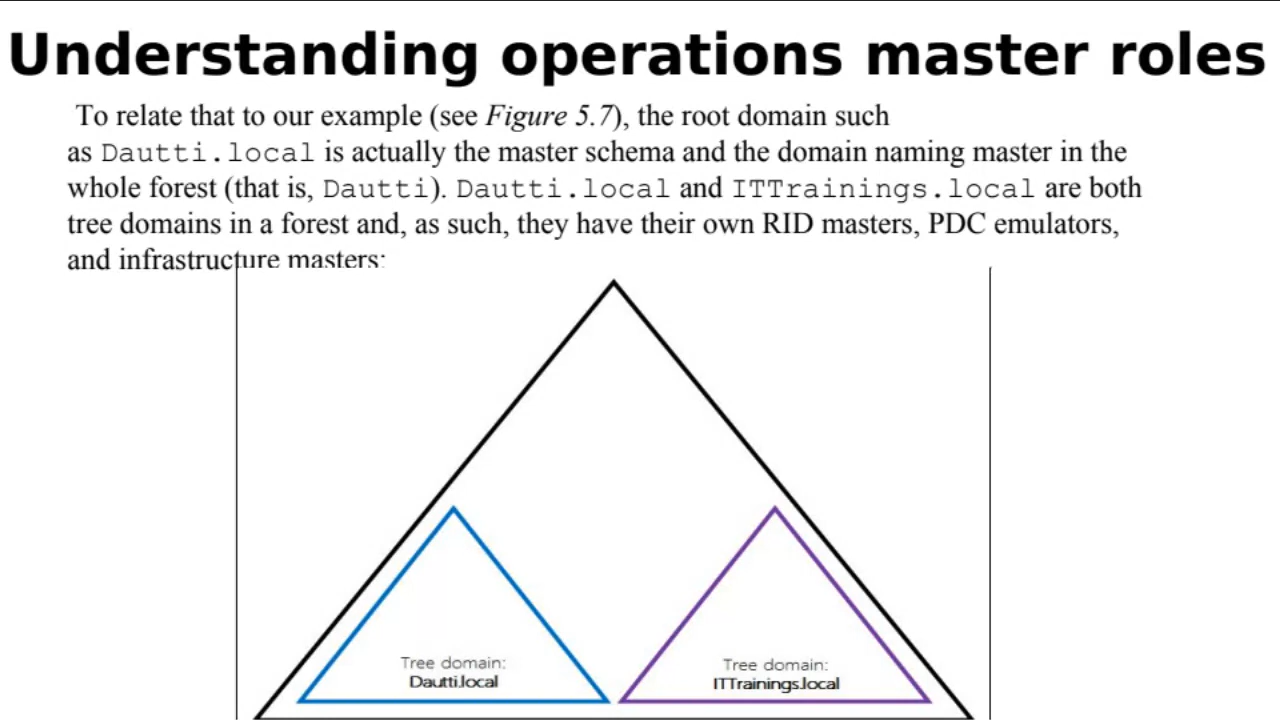 Understanding operations master roles
To relate that to our example (see Figure 5.7), the root domain such
as Dautti.local is actually the master schema and the domain naming master in the
whole forest (that is, Dautti). Dautti.local and ITTrainings.local are both
tree domains in a forest and, as such, they have their own RID masters, PDC emulators,
and infrastructure masters:
Tree domain:
Dautti.local
Tree domain:
ITTrainings.local